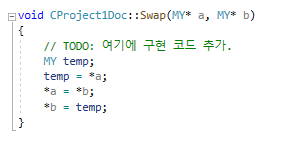 void CProject1Doc::Swap(MY* a, MY* b)
{
// TODO: 여기에 구현 코드 추가.
MY temp;
temp = *a;
*a = *b;
*b = temp;
}